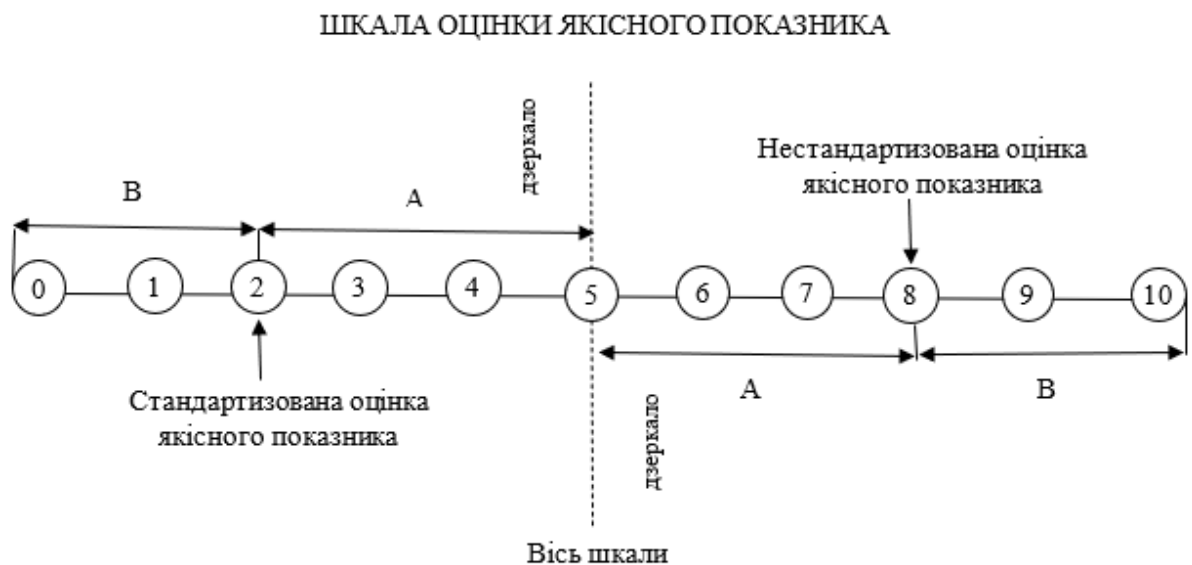 ШКАЛА ОЦІНКИ ЯКІСНОГО ПОКАЗНИКА
дзеркало
Нестандартизована оцінка
якісного показника
В
А
0 1 2 3 4 5 6 7 8 9 10
А
В
Стандартизована оцінка
якісного показника
дзеркало
Вісь шкали